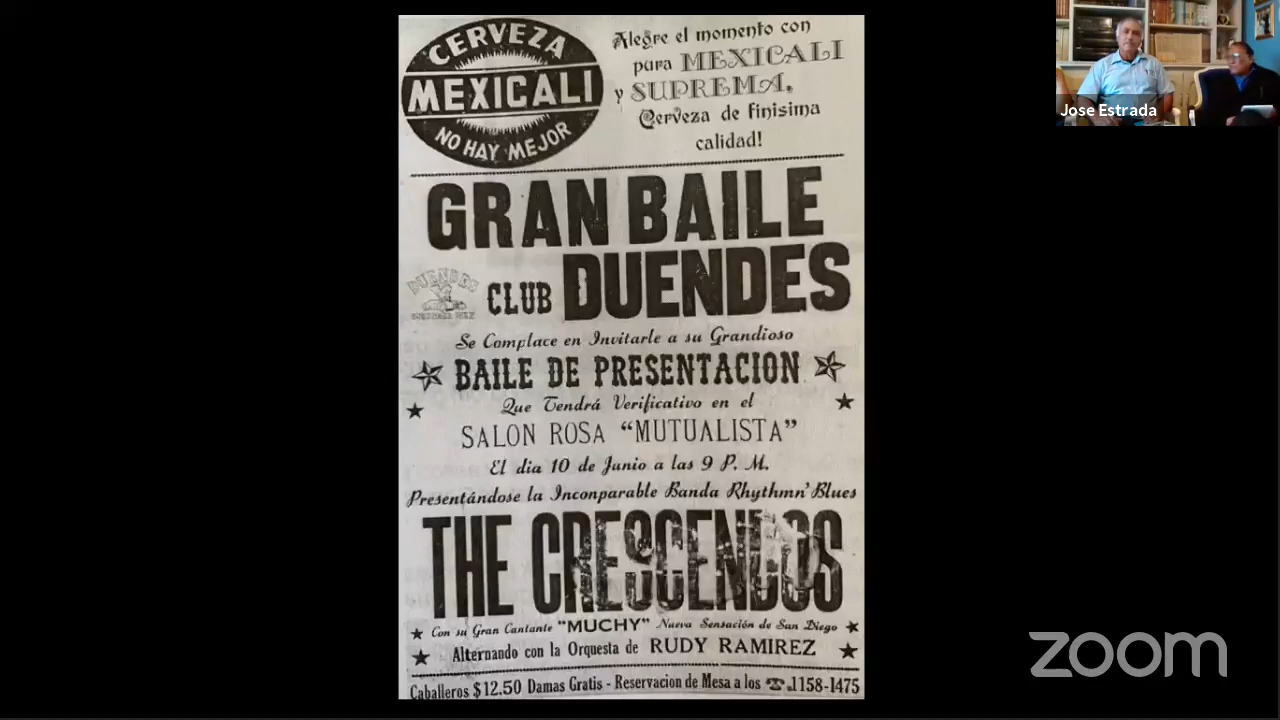 CERVEZA
MEXICALI
NO HAY MEJOR
Alegre el momento con
para MEXICALI
y SUPREMA,
Cerveza de finisima
calidad!
GRAN BAILE
DUENDES
CLUB DUENDES
Se Complace en Invitarle a su Grandioso
BAILE DE PRESENTACION
Que Tendrá Verificativo en el
SALON ROSA “MUTUALISTA”
El dia 10 de Junio a las 9 P. M.
Presentándose la Inconparable Banda Rhythmn' Blues
THE CRESCENDOS
Con su Gran Cantante "MUCHY" Nueva Sensación de San Diego
Alternando con la Orquesta de RUDY RAMIREZ
Caballeros $12.50 Damas Gratis - Reservacion de Mesa a los ☎.1158-1475
Jose Estrada
zoom